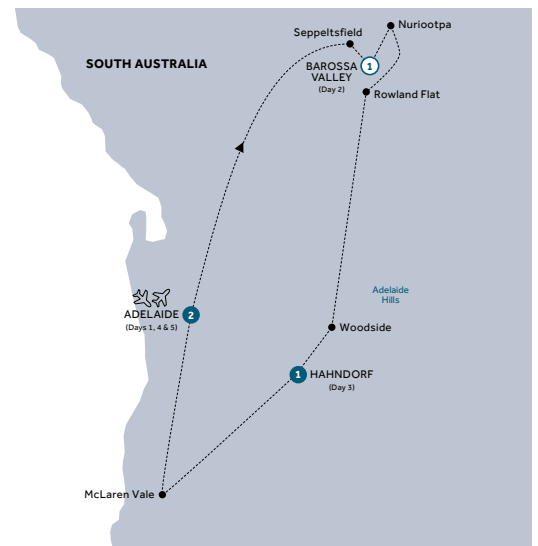 Nuriootpa
Seppeltsfield
SOUTH AUSTRALIA
BAROSSA
VALLEY
(Day 2)
1
Rowland Flat
Adelaide
Hills
ADELAIDE
(Days 1, 4 & 5)
2
Woodside
1
HAHNDORF
(Day 3)
McLaren Vale